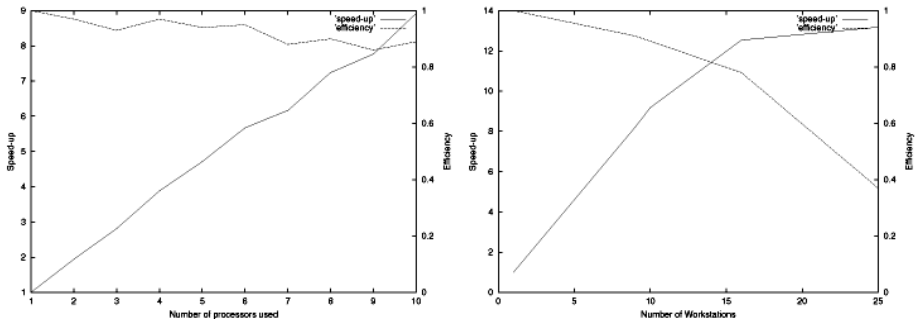 9
8
7
6
5
4
3
2
1
Speed-up
1
0.8
0.6
0.4
0.2
0
Efficiency
'speed-up'
'efficiency'
1 2 3 4 5 6 7 8 9 10
Number of processors used
14
12
10
8
6
4
2
0
Speed-up
1
0.8
0.6
0.4
0.2
0
Efficiency
'speed-up'
'efficiency'
0 5 10 15 20 25
Number of Workstations